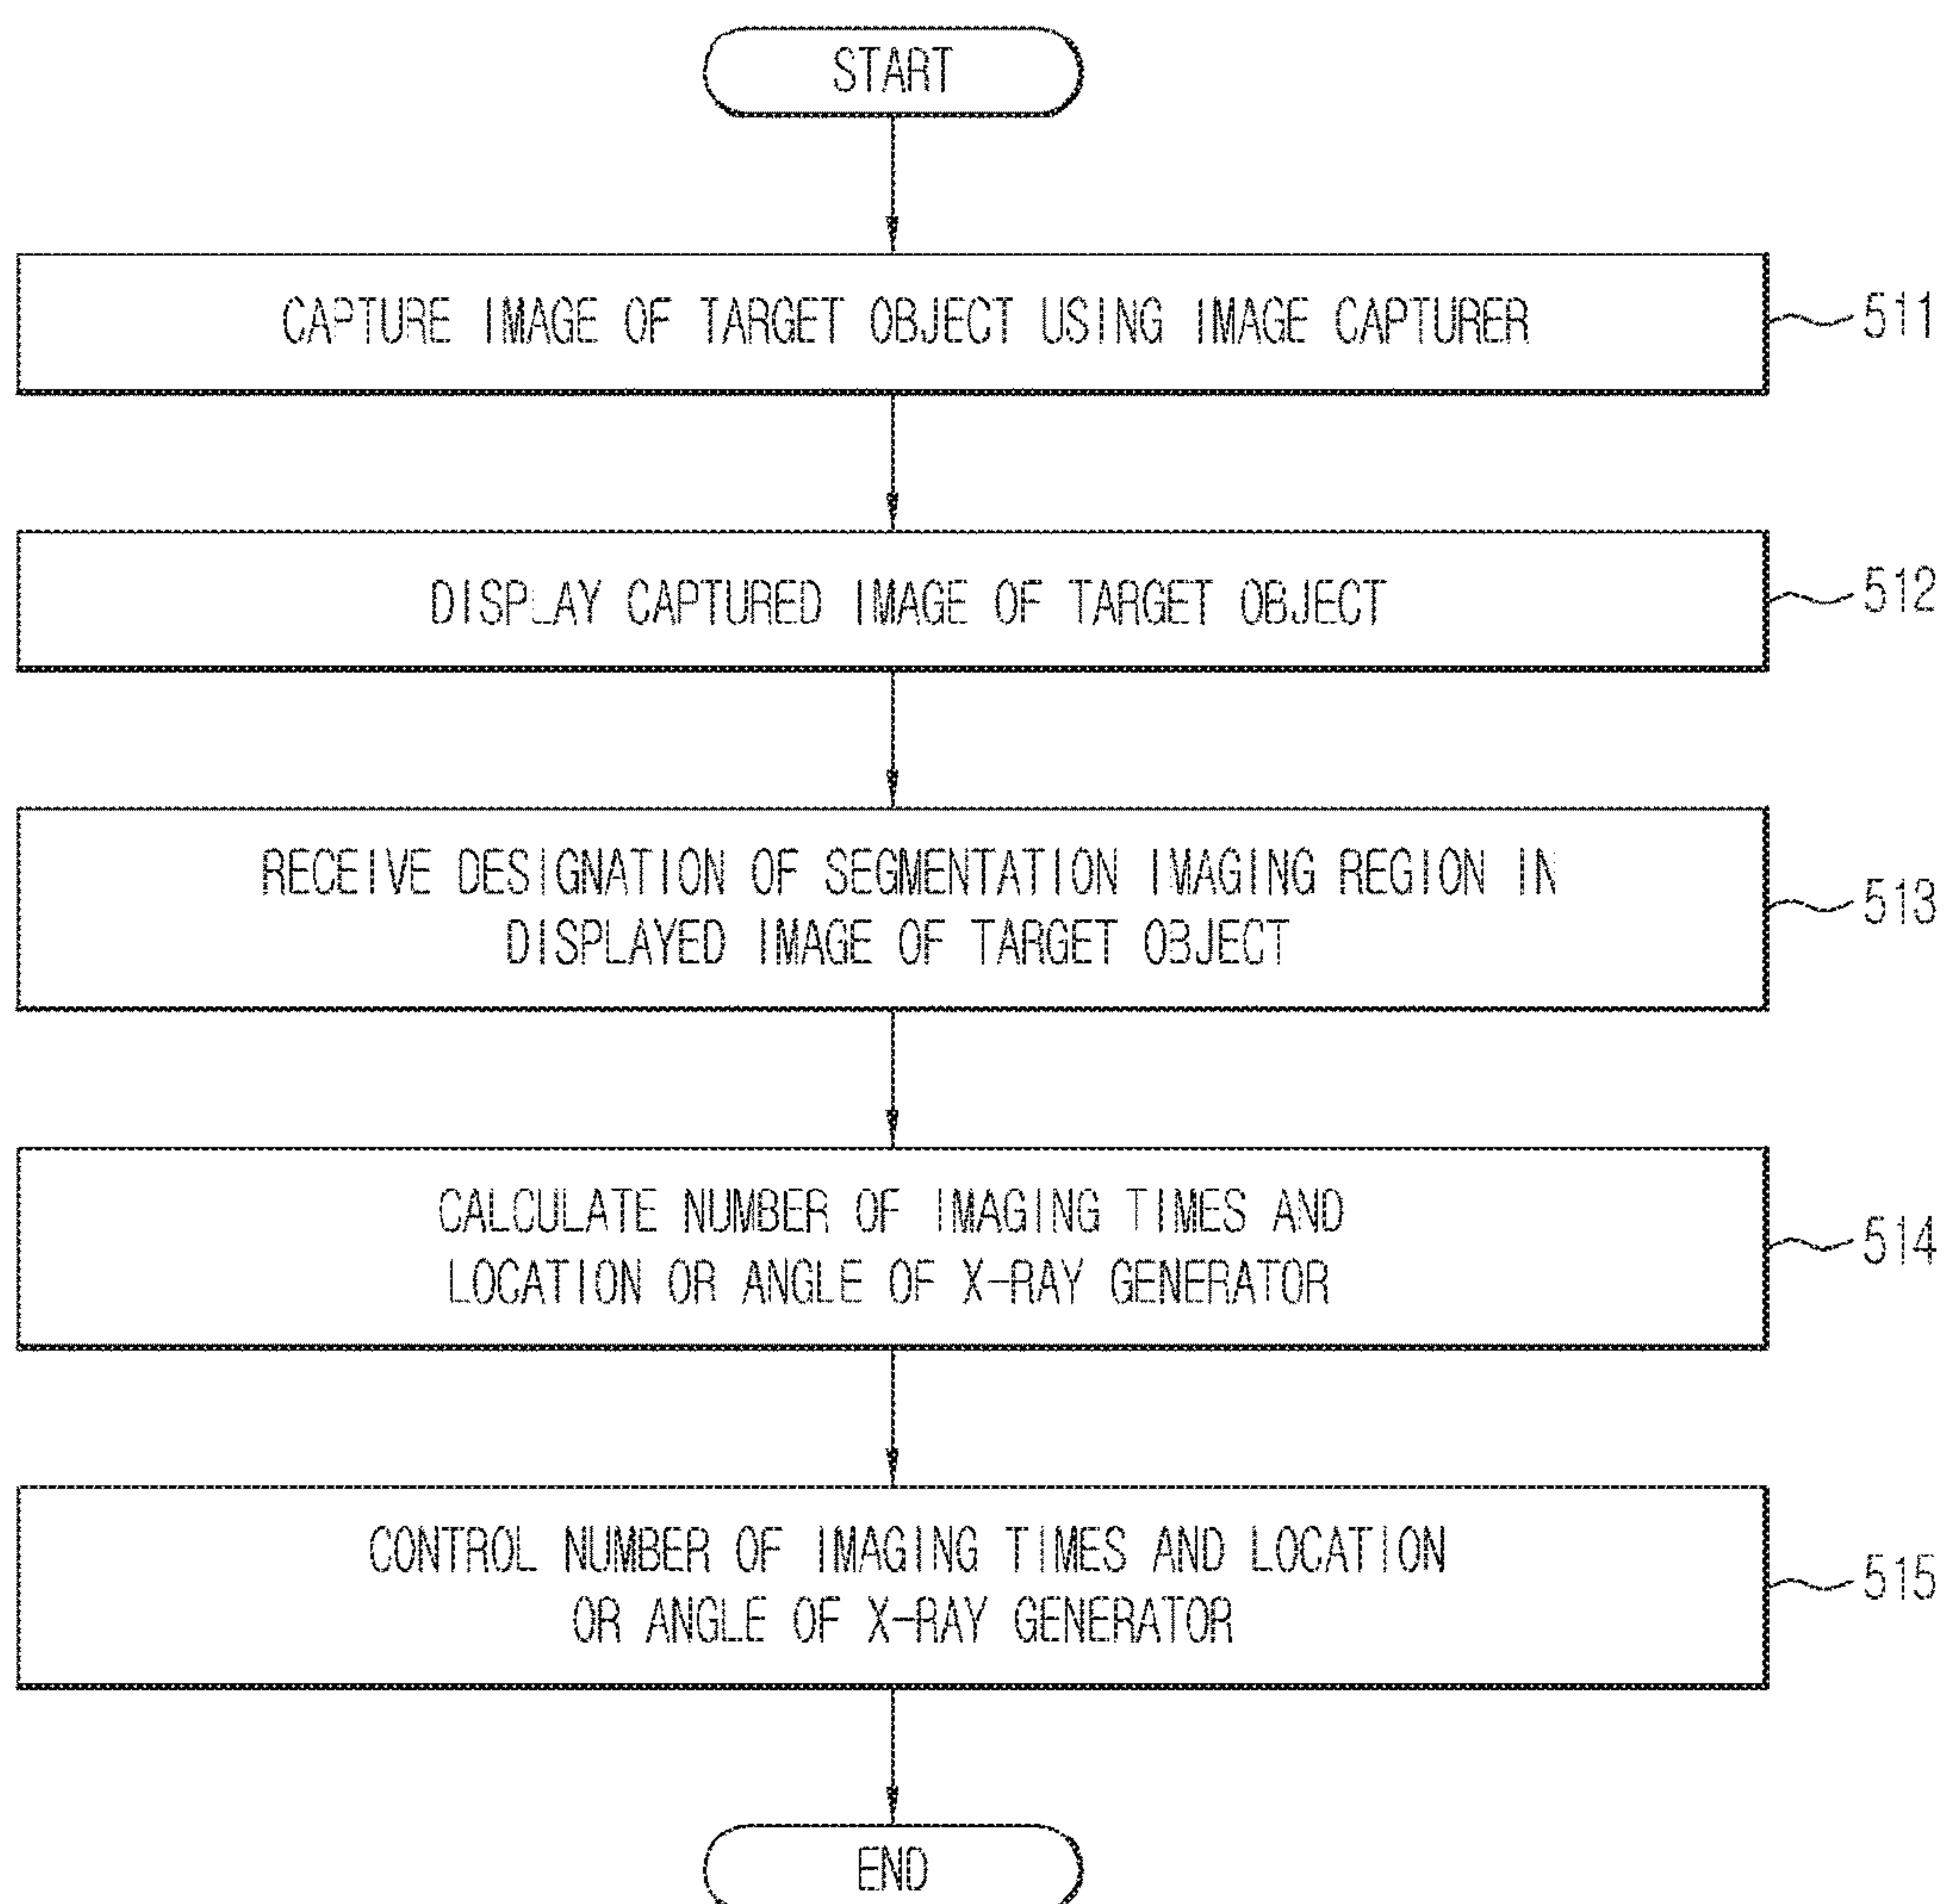 START
CAPTURE IMAGE OF TARGET OBJECT USING IMAGE CAPTURER
511
DISPLAY CAPTURED IMAGE OF TARGET OBJECT
512
RECEIVE DESIGNATION OF SEGMENTATION IMAGING REGION IN
DISPLAYED IMAGE OF TARGET OBJECT
513
CALCULATE NUMBER OF IMAGING TIMES AND
LOCATION OR ANGLE OF X-RAY GENERATOR
514
CONTROL NUMBER OF IMAGING TIMES AND LOCATION
OR ANGLE OF X-RAY GENERATOR
515
END